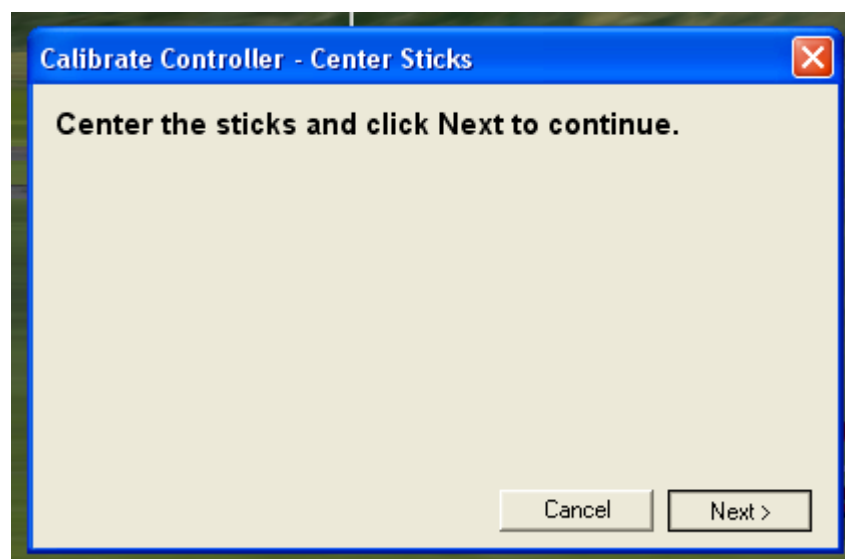 Calibrate Controller - Center Sticks
Center the sticks and click Next to continue.
Cancel
Next >